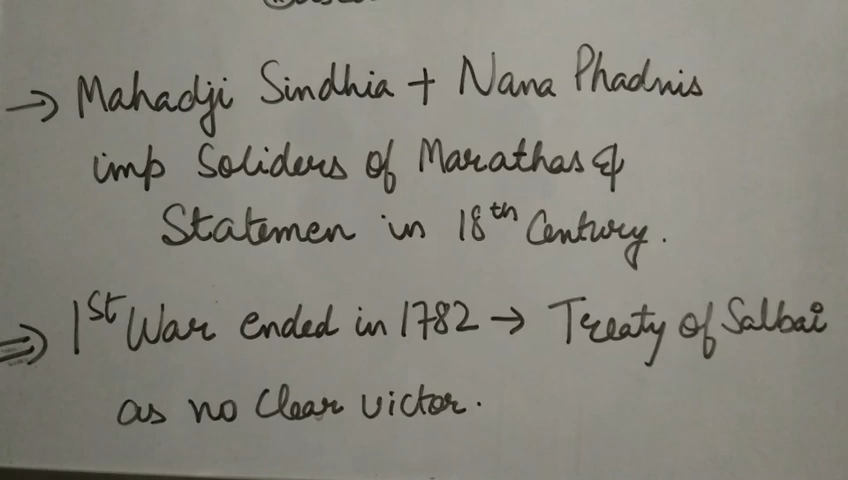 → Mahadji Sindhia + Nana Phadnis
imp Soliders of Marathas &
Statemen in 18th Century.
⇒ 1st War ended in 1782 → Treaty of Salbai
as no clear victor.